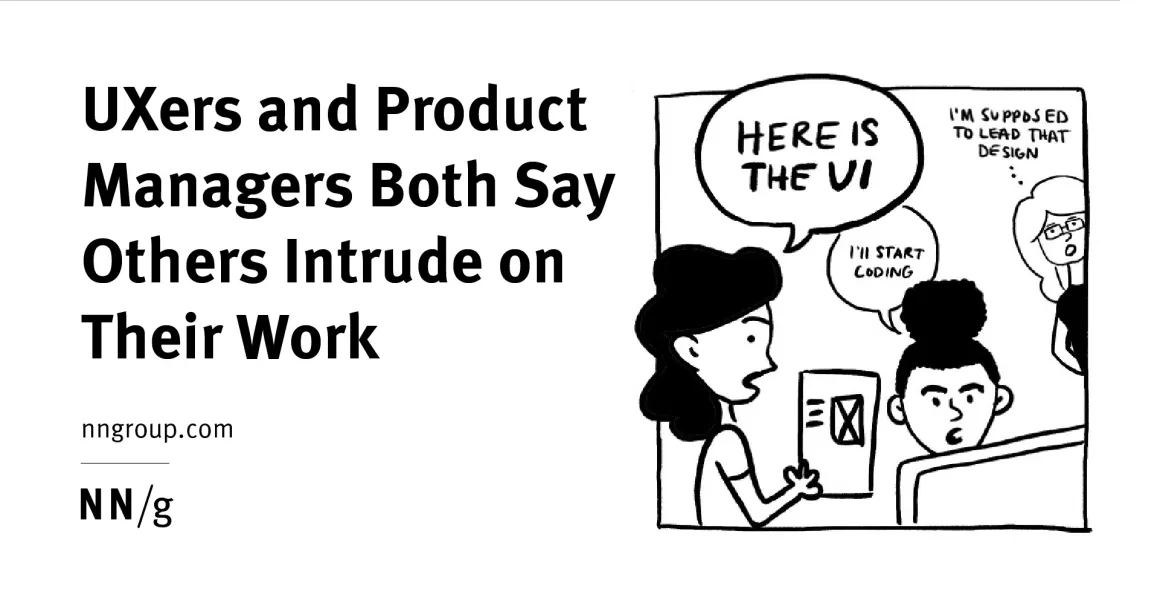 UXers and Product
Managers Both Say
Others Intrude on
Their Work
nngroup.com
NN/g
HERE IS
THE UI
I'M SUPPOSED
TO LEAD THAT
DESIGN
I'll START
CODING